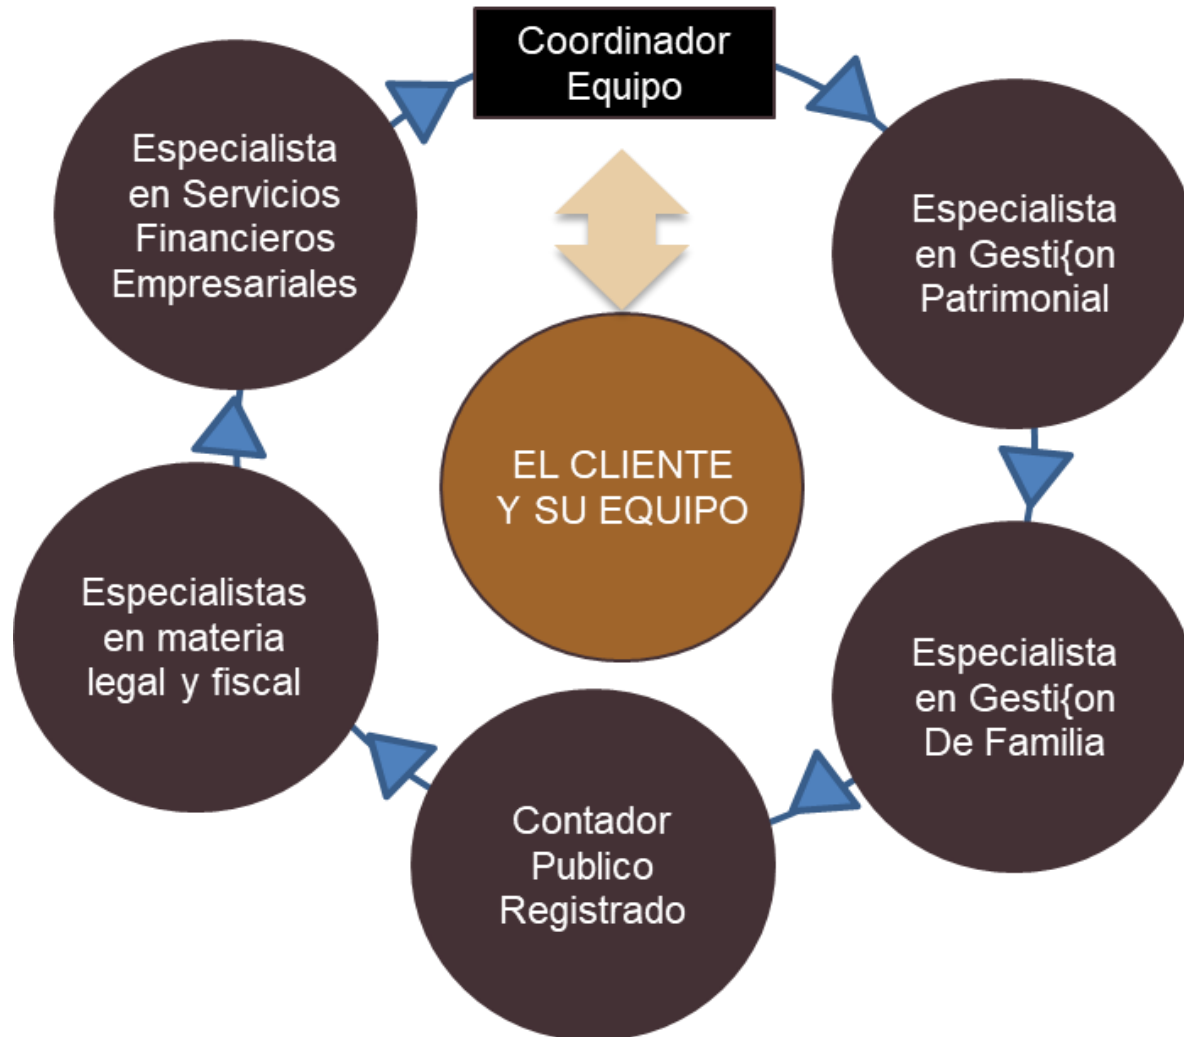 Coordinador
Equipo
Especialista
en Servicios
Financieros
Empresariales
Especialista
en Gesti{on
Patrimonial
EL CLIENTE
Y SU EQUIPO
Especialistas
en materia
legal y fiscal
Especialista
en Gesti{on
De Familia
Contador
Publico
Registrado